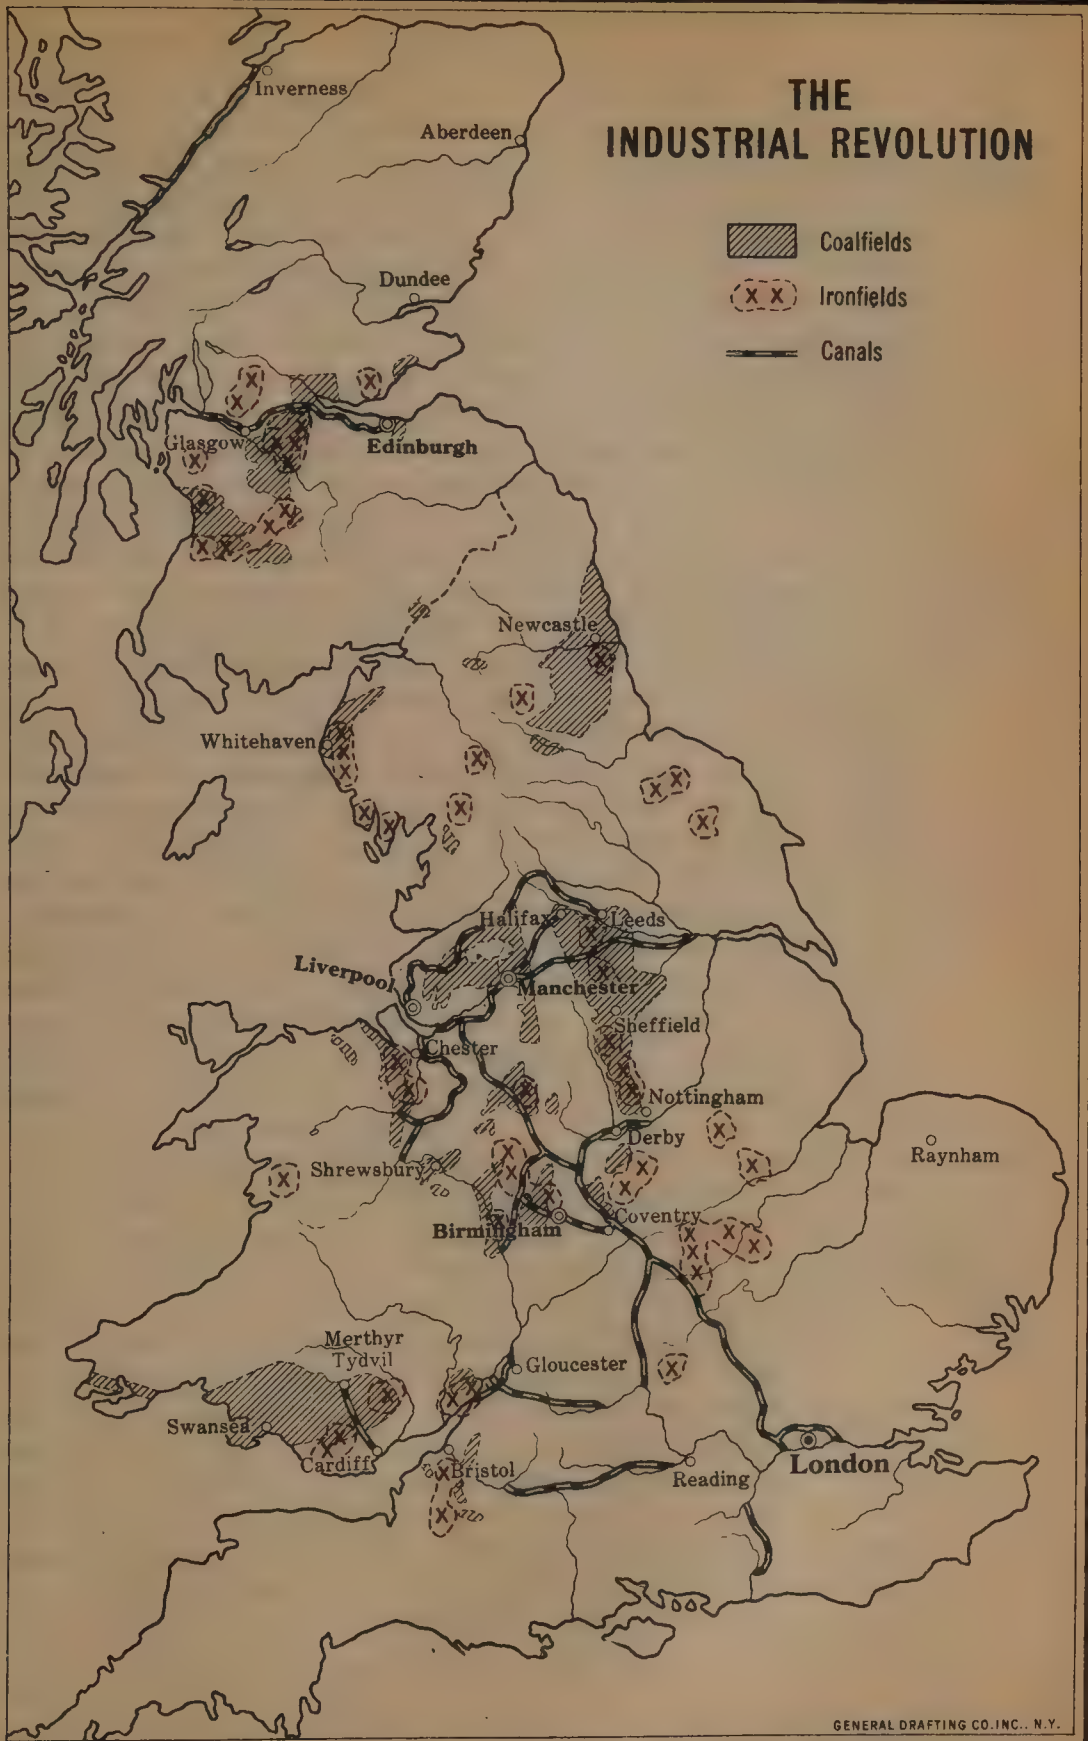 THE
INDUSTRIAL REVOLUTION
Coalfields
X X Ironfields
Canals
Inverness
Aberdeen
Dundee
Glasgow
Edinburgh
Newcastle
Whitehaven
Halifax
Leeds
Liverpool
Manchester
Sheffield
Chester
Nottingham
Derby
Raynham
Shrewsbury
Birmingham
Coventry
Merthyr
Tydvil
Gloucester
Swansea
Cardiff
Bristol
Reading
London
GENERAL DRAFTING CO.INC., N.Y.